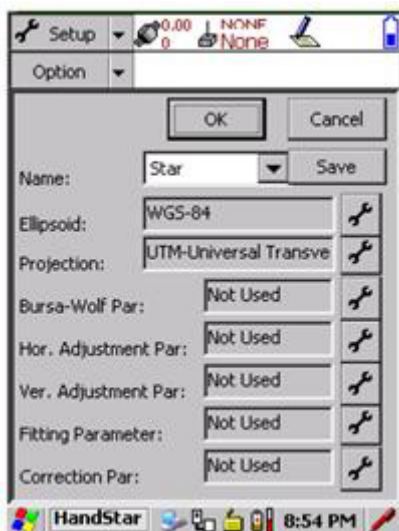 Setup 0.00 NONE
0 None
Option
OK Cancel
Name: Star Save
Ellipsoid: WGS-84
Projection: UTM-Universal Transve
Bursa-Wolf Par: Not Used
Hor. Adjustment Par: Not Used
Ver. Adjustment Par: Not Used
Fitting Parameter: Not Used
Correction Par: Not Used
HandStar 8:54 PM